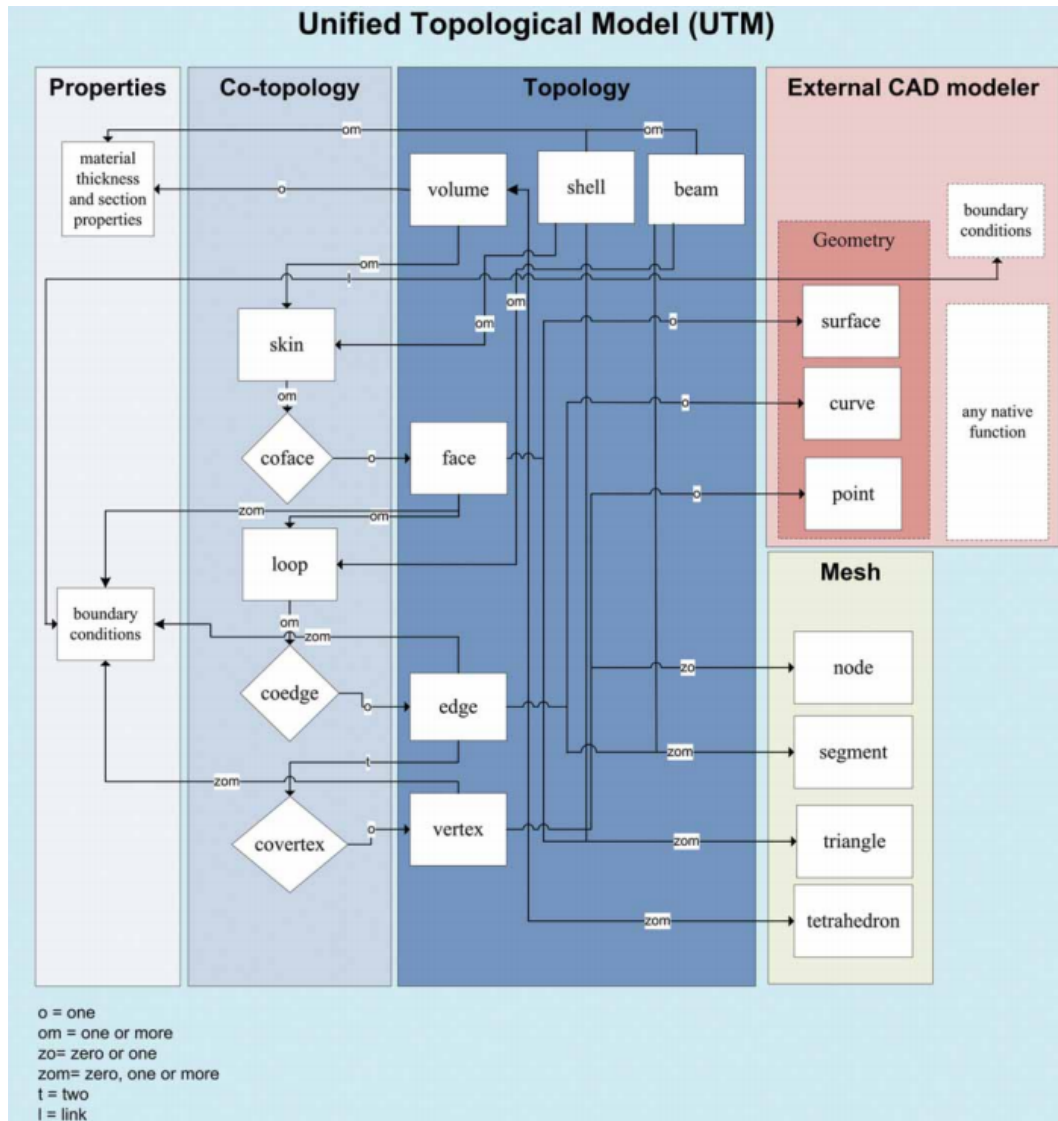 Unified Topological Model (UTM)
Properties
Co-topology
Topology
External CAD modeler
om
om
material
thickness
and section
properties
o
volume
shell
beam
boundary
conditions
Geometry
om
l
om
om
surface
o
skin
om
curve
o
any native
function
coface
o
face
point
o
zom
om
loop
Mesh
boundary
conditions
om
zom
node
zo
coedge
o
edge
segment
zom
t
zom
covertex
o
vertex
triangle
zom
tetrahedron
zom
o = one
om = one or more
zo= zero or one
zom= zero, one or more
t = two
l = link